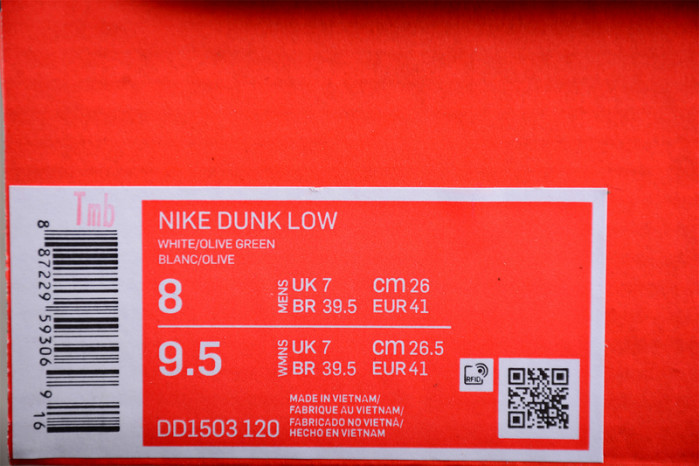 Tmb
8 87229 59306 9 16
NIKE DUNK LOW
WHITE/OLIVE GREEN
BLANC/OLIVE
8 MENS UK 7 cm 26
BR 39.5 EUR 41
9.5 WMNS UK 7 cm 26.5
BR 39.5 EUR 41
RFID
DD1503 120
MADE IN VIETNAM/
FABRIQUE AU VIETNAM/
FABRICADO NO VIETNÃ/
HECHO EN VIETNAM